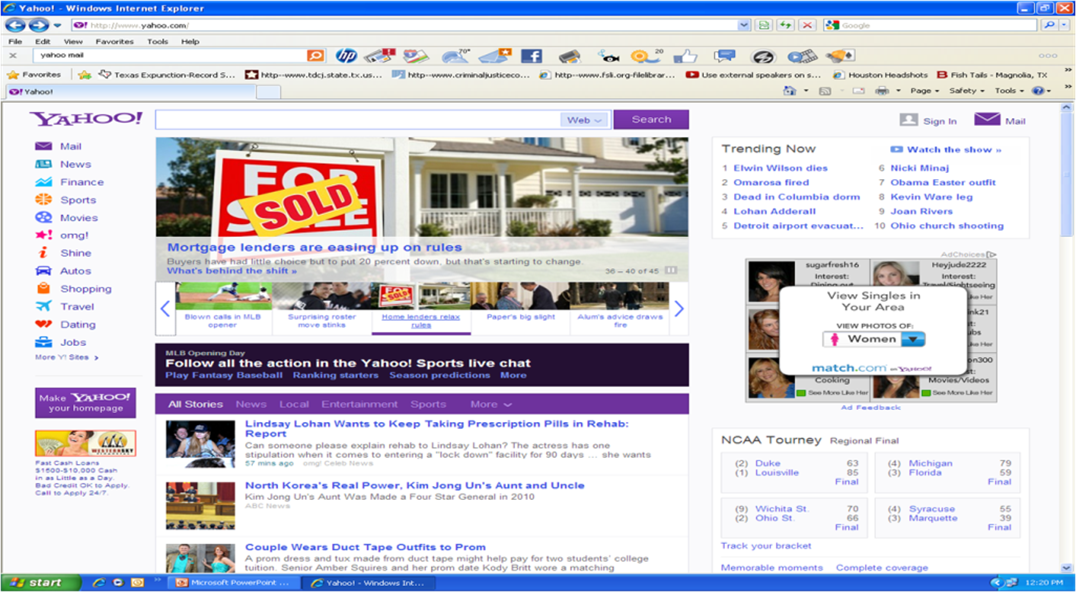 Yahoo! - Windows Internet Explorer
http://www.yahoo.com/
Google
File Edit View Favorites Tools Help
yahoo mail
70°
20
Favorites
Texas Expunction-Record S...
http--www.tdcj.state.tx.us...
http--www.criminaljusticeco...
http--www.fsli.org-filelibrar...
Use external speakers on s...
Houston Headshots
Fish Tails - Magnolia, TX
Yahoo!
Page Safety Tools
YAHOO!
Web
Search
Sign In
Mail
Mail
News
Finance
Sports
Movies
omg!
Shine
Autos
Shopping
Travel
Dating
Jobs
More Y! Sites >
Make YAHOO!
your homepage
Fast Cash Loans
$1500-$10,000 Cash
in as Little as a Day.
Bad Credit OK to Apply.
Call to Apply 24/7.
FOR
SALE
SOLD
Mortgage lenders are easing up on rules
Buyers have had little choice but to put 20 percent down, but that's starting to change.
What's behind the shift »
36 – 40 of 45
Blown calls in MLB
opener
Surprising roster
move stinks
Home lenders relax
rules
Paper's big slight
Alum's advice draws
fire
MLB Opening Day
Follow all the action in the Yahoo! Sports live chat
Play Fantasy Baseball Ranking starters Season predictions More
All Stories News Local Entertainment Sports More
Lindsay Lohan Wants to Keep Taking Prescription Pills in Rehab:
Report
Can someone please explain rehab to Lindsay Lohan? The actress has one
stipulation when it comes to entering a "lock down" facility for 90 days ... she wants
57 mins ago omg! Celeb News
North Korea's Real Power, Kim Jong Un's Aunt and Uncle
Kim Jong Un's Aunt Was Made a Four Star General in 2010
ABC News
Couple Wears Duct Tape Outfits to Prom
A prom dress and tux made from duct tape might help pay for two students' college
tuition. Senior Amber Squires and her prom date Kody Britt wore a matching
Trending Now
Watch the show »
1 Elwin Wilson dies
2 Omarosa fired
3 Dead in Columbia dorm
4 Lohan Adderall
5 Detroit airport evacuat...
6 Nicki Minaj
7 Obama Easter outfit
8 Kevin Ware leg
9 Joan Rivers
10 Ohio church shooting
AdChoices
sugarfresh16
Interest:
Heyjude2222
Interest:
View Singles in
Your Area
VIEW PHOTOS OF:
Women
match.com on YAHOO!
Cooking
See More Like Her
Movies/Videos
See More Like Her
Ad Feedback
NCAA Tourney Regional Final
(2) Duke 63
(1) Louisville 85
Final
(4) Michigan 79
(3) Florida 59
Final
(9) Wichita St. 70
(2) Ohio St. 66
Final
(4) Syracuse 55
(3) Marquette 39
Final
Track your bracket
Memorable moments Complete coverage
start
Microsoft PowerPoint ...
Yahoo! - Windows Int...
12:20 PM